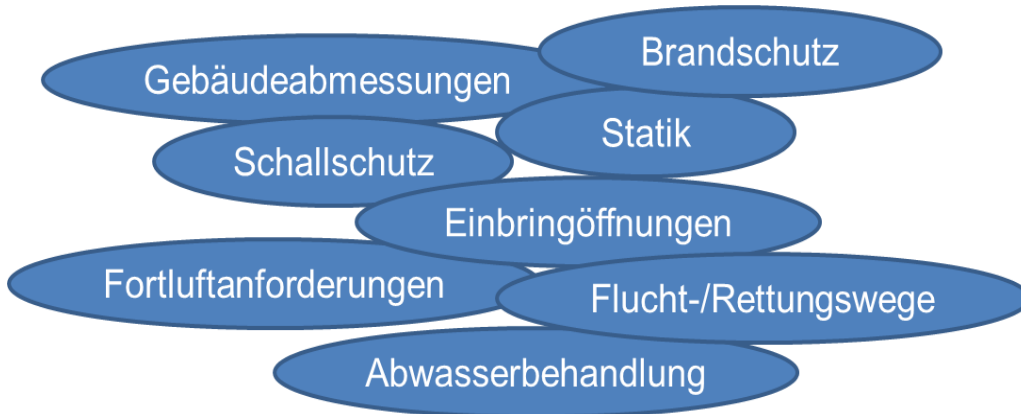 Brandschutz
Gebäudeabmessungen
Statik
Schallschutz
Einbringöffnungen
Fortluftanforderungen
Flucht-/Rettungswege
Abwasserbehandlung